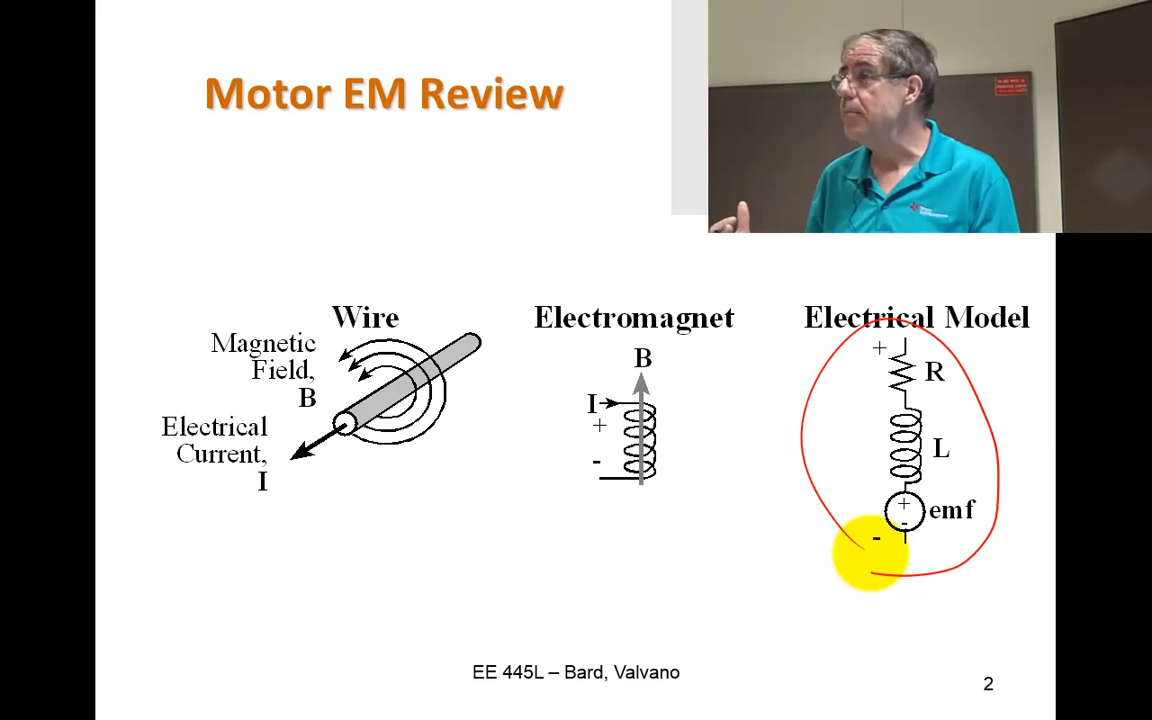 Motor EM Review
Wire
Magnetic
Field,
B
Electrical
Current,
I
Electromagnet
B
I
+
-
Electrical Model
+
R
L
+
-
emf
-
EE 445L – Bard, Valvano
2